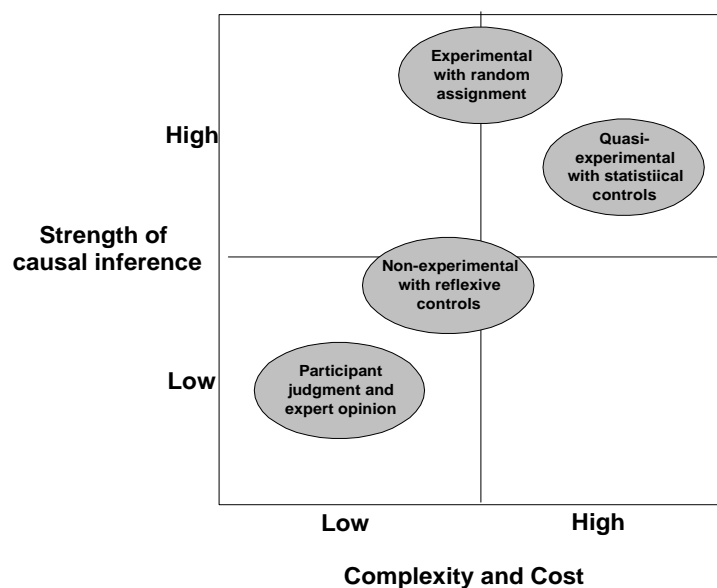 Experimental
with random
assignment
High
Quasi-
experimental
with statistiical
controls
Strength of
causal inference
Non-experimental
with reflexive
controls
Low
Participant
judgment and
expert opinion
Low
High
Complexity and Cost